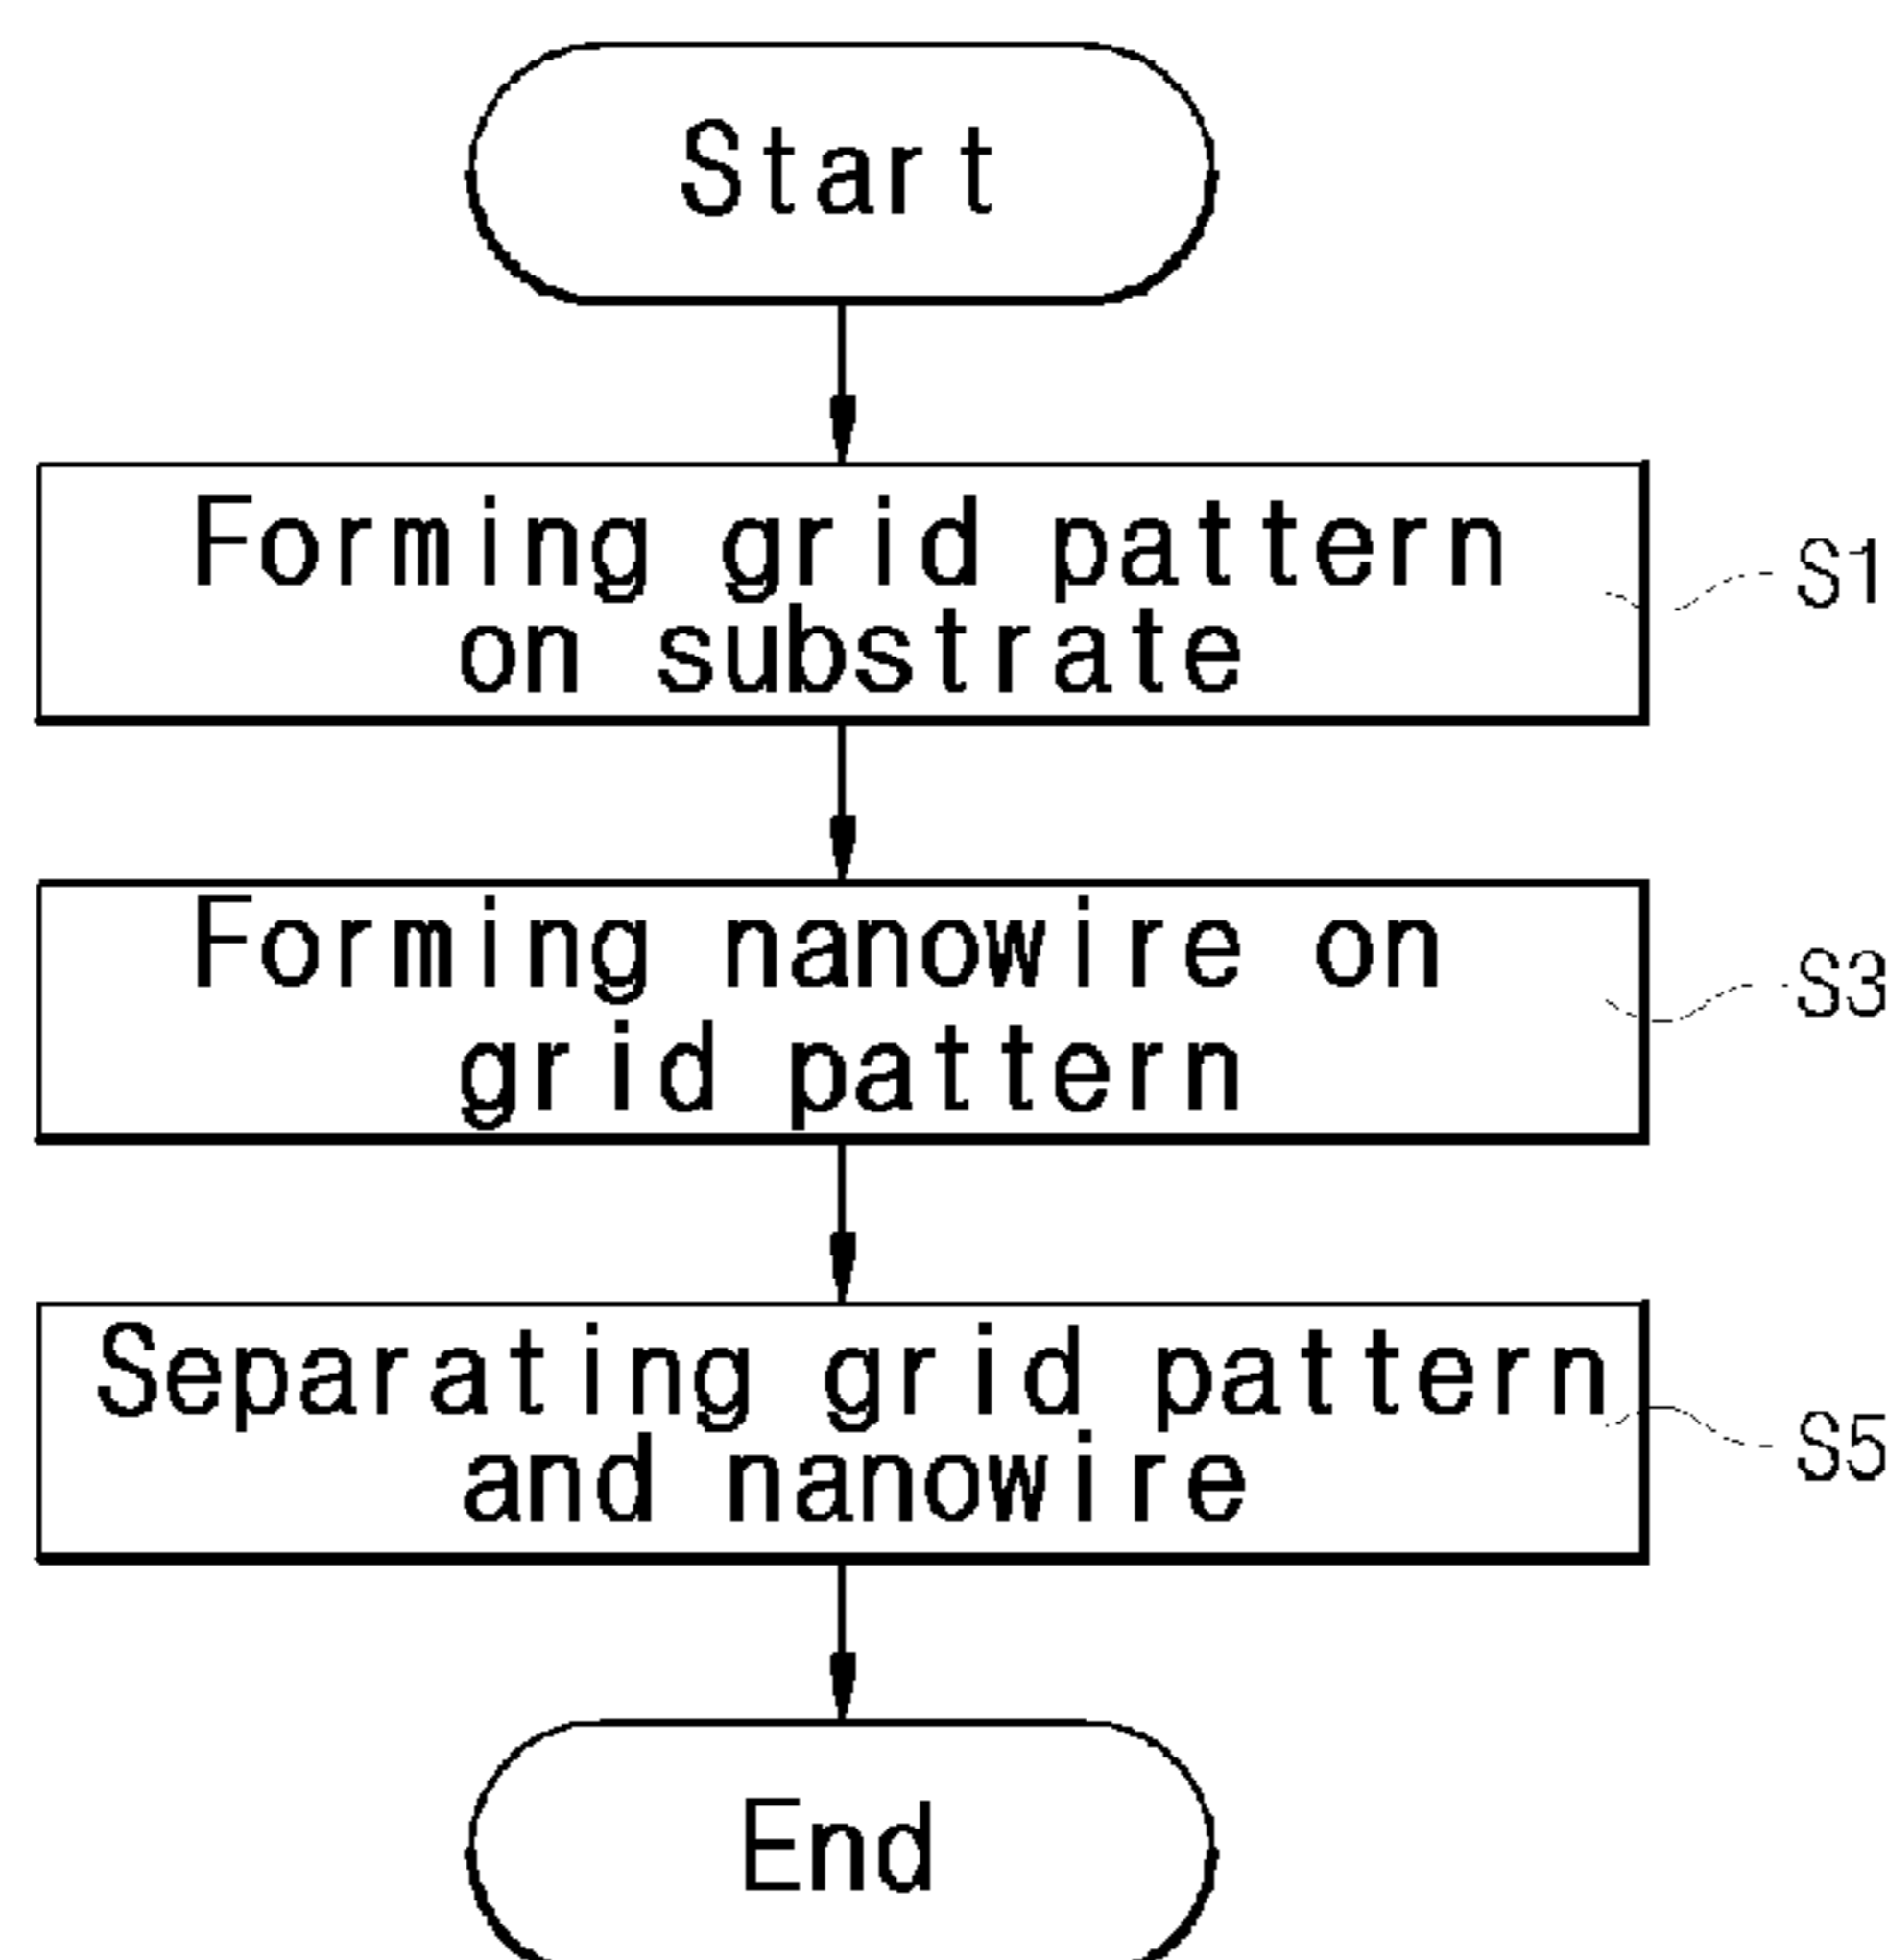 Start
Forming grid pattern
on substrate
S1
Forming nanowire on
grid pattern
S3
Separating grid pattern
and nanowire
S5
End